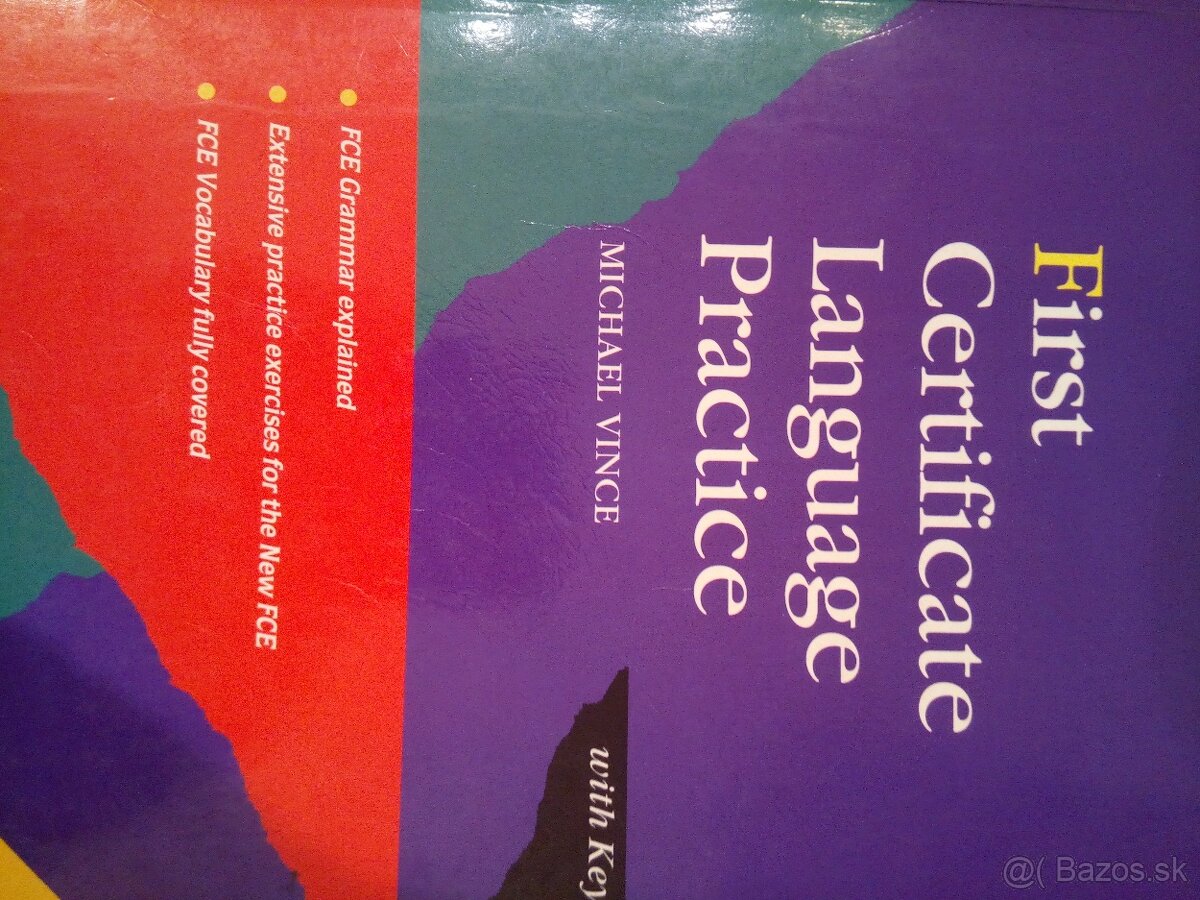 First
Certificate
Language
Practice
MICHAEL VINCE
with Key
FCE Grammar explained
Extensive practice exercises for the New FCE
FCE Vocabulary fully covered
@( Bazos.sk